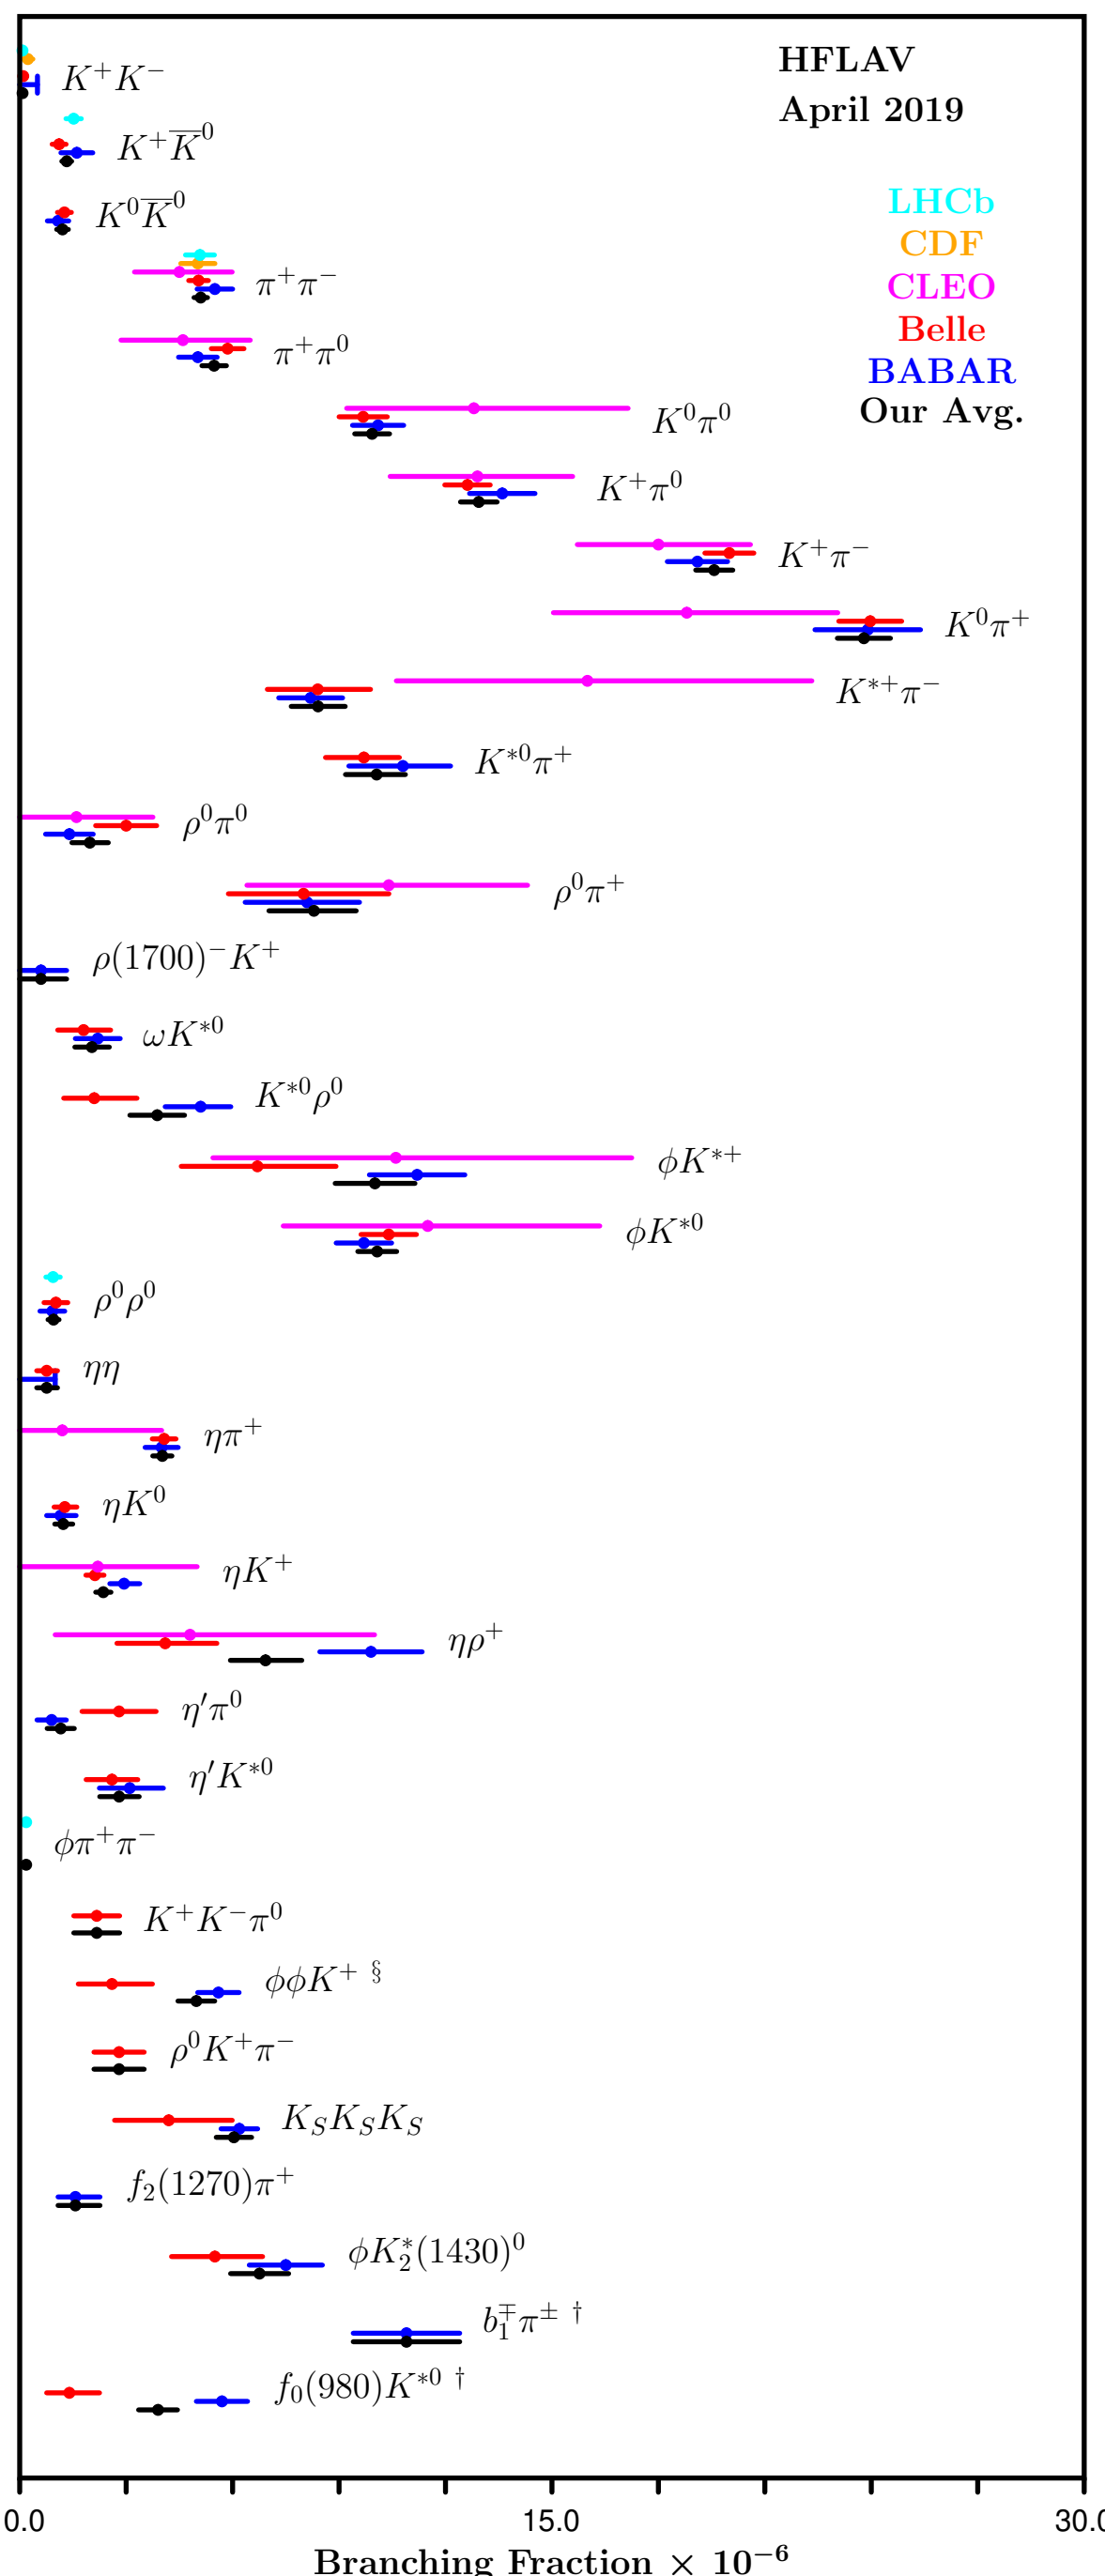 HFLAV
April 2019
LHCb
CDF
CLEO
Belle
BABAR
Our Avg.
K⁺K⁻
K⁺K̅⁰
K⁰K̅⁰
π⁺π⁻
π⁺π⁰
K⁰π⁰
K⁺π⁰
K⁺π⁻
K⁰π⁺
K*⁺π⁻
K*⁰π⁺
ρ⁰π⁰
ρ⁰π⁺
ρ(1700)⁻K⁺
ωK*⁰
K*⁰ρ⁰
ϕK*⁺
ϕK*⁰
ρ⁰ρ⁰
ηη
ηπ⁺
ηK⁰
ηK⁺
ηρ⁺
η′π⁰
η′K*⁰
ϕπ⁺π⁻
K⁺K⁻π⁰
ϕϕK⁺ §
ρ⁰K⁺π⁻
K_SK_SK_S
f₂(1270)π⁺
ϕK₂*(1430)⁰
b₁^∓π^± †
f₀(980)K*⁰ †
0.0 15.0 30.0
Branching Fraction × 10⁻⁶